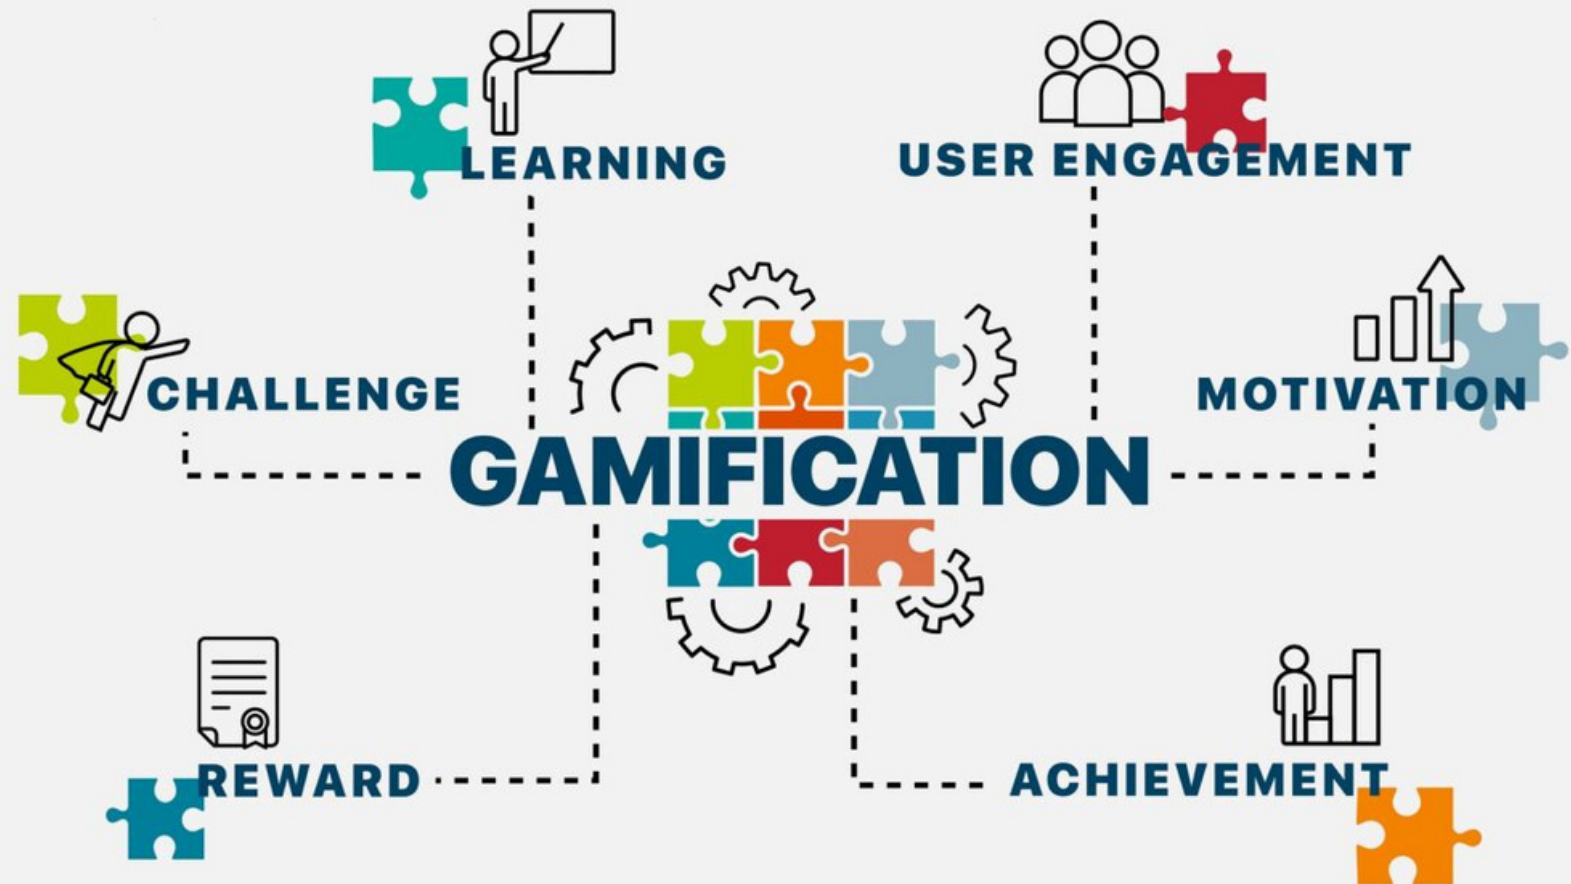 LEARNING
USER ENGAGEMENT
CHALLENGE
MOTIVATION
GAMIFICATION
REWARD
ACHIEVEMENT